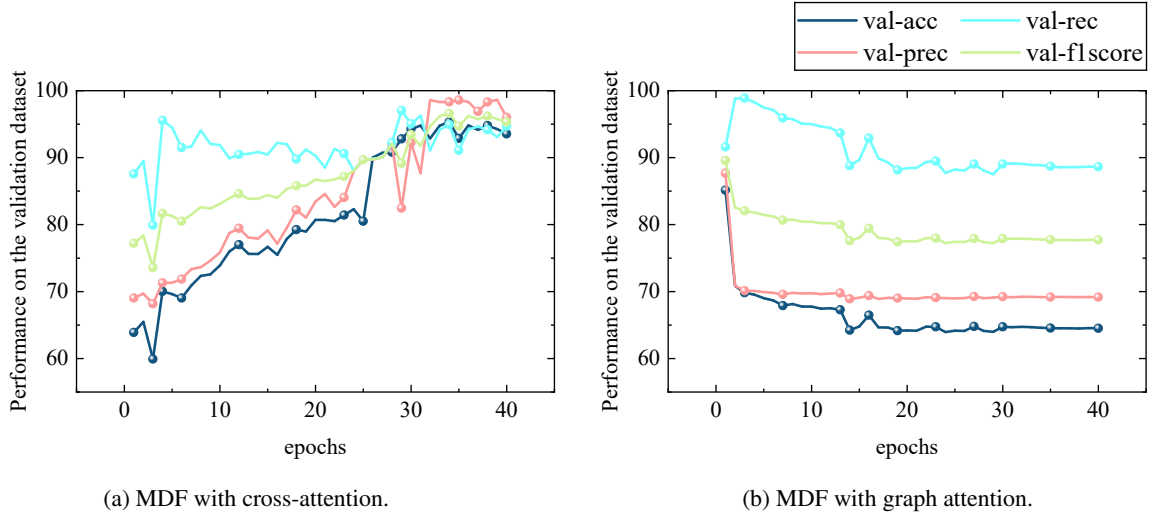 val-acc val-rec
val-prec val-f1score
Performance on the validation dataset
100
90
80
70
60
0 10 20 30 40
epochs
(a) MDF with cross-attention.
Performance on the validation dataset
100
90
80
70
60
0 10 20 30 40
epochs
(b) MDF with graph attention.